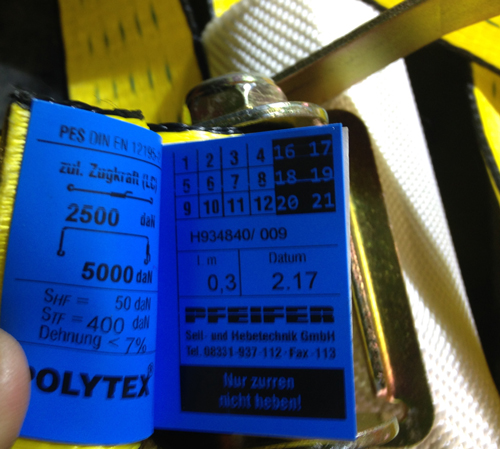 PES DIN EN 12195-
zul. Zugkraft (LC)
2500 daN
5000 daN
SHF = 50 daN
STF = 400 daN
Dehnung < 7%
POLYTEX®
1 2 3 4 16 17
5 6 7 8 18 19
9 10 11 12 20 21
H934840/ 009
L m Datum
0,3 2.17
PFEIFER
Seil- und Hebetechnik GmbH
Tel. 08331-937-112 · Fax -113
Nur zurren
nicht heben!